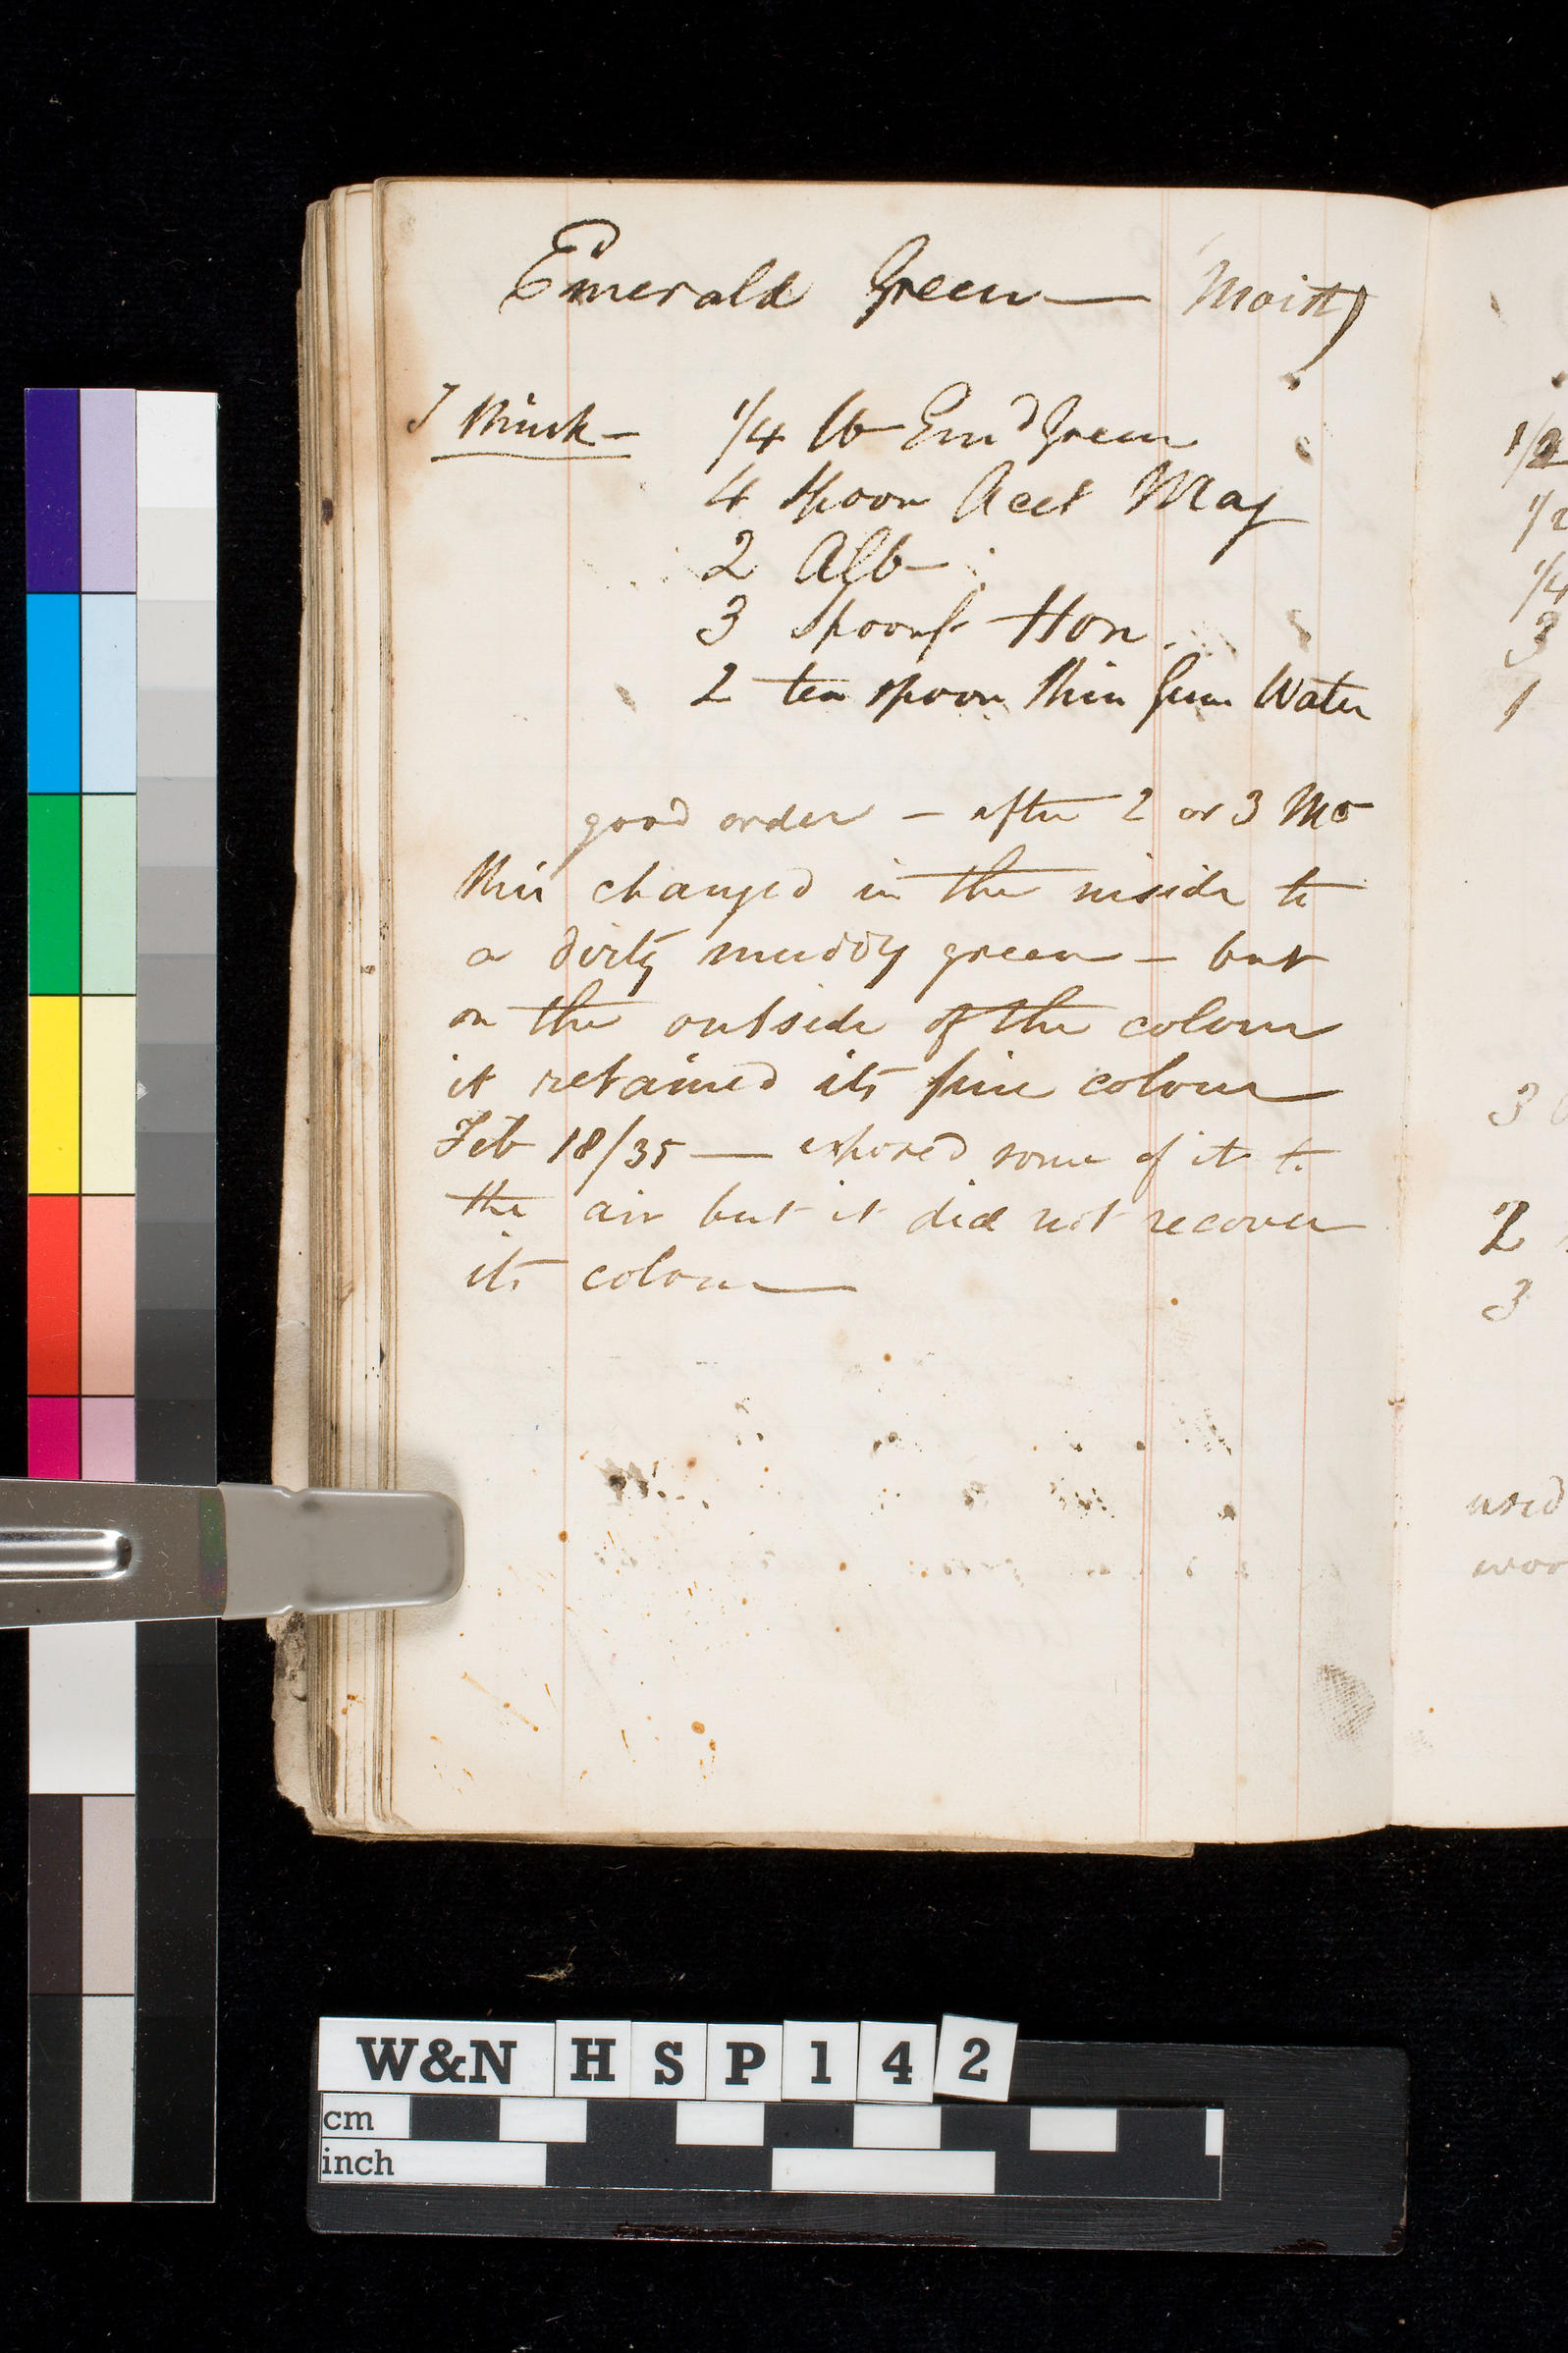 Emerald Green — Moist)
I think — 1/4 lb Emd Green
4 spoon Acet Mag
2 Alb —
3 spoonf Hon.
2 tea spoon thin Gum Water
good order — after 2 or 3 Mo
this changed in the inside to
a dirty muddy green — but
on the outside of the colour
it retained its fine colour
Feb 18/35 — exposed some of it to
the air but it did not recover
its colour —
1/2
1/2
1/4
3
1
3
2
3
used
W&N HSP142
cm
inch